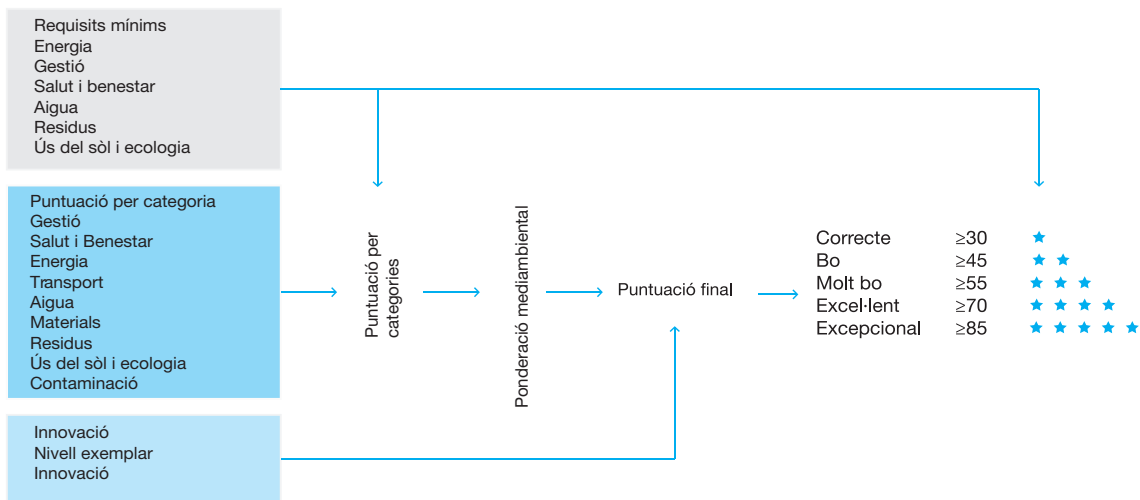 Requisits mínims
Energia
Gestió
Salut i benestar
Aigua
Residus
Ús del sòl i ecologia
Puntuació per categoria
Gestió
Salut i Benestar
Energia
Transport
Aigua
Materials
Residus
Ús del sòl i ecologia
Contaminació
Innovació
Nivell exemplar
Innovació
Puntuació per
categories
Ponderació mediambiental
Puntuació final
Correcte ≥30
Bo ≥45
Molt bo ≥55
Excel·lent ≥70
Excepcional ≥85